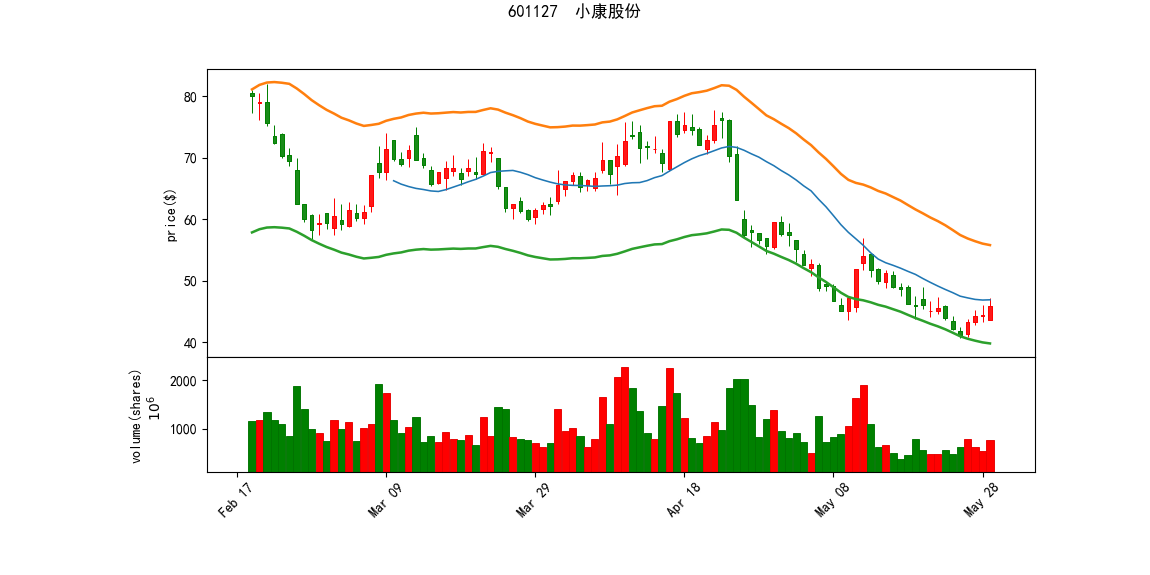 601127 小康股份
price($)
80
70
60
50
40
volume(shares)
10^6
2000
1000
Feb 17
Mar 09
Mar 29
Apr 18
May 08
May 28